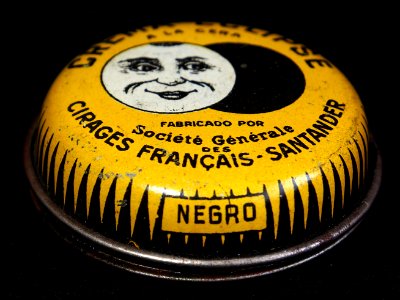 CREMA ECLIPSE
A LA CERA
FABRICADO POR
Société Générale
DES
CIRAGES FRANÇAIS-SANTANDER
NEGRO